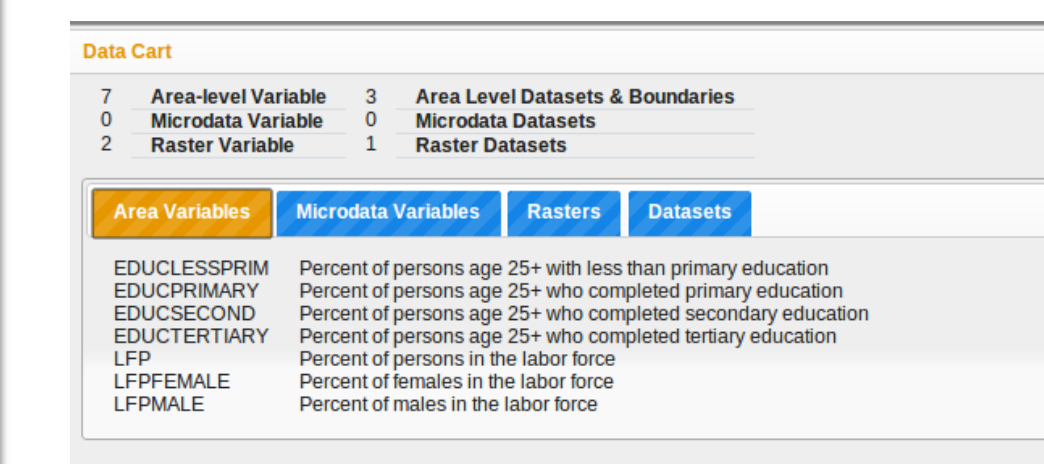 Data Cart
7 Area-level Variable 3 Area Level Datasets & Boundaries
0 Microdata Variable 0 Microdata Datasets
2 Raster Variable 1 Raster Datasets
Area Variables Microdata Variables Rasters Datasets
EDUCLESSPRIM Percent of persons age 25+ with less than primary education
EDUCPRIMARY Percent of persons age 25+ who completed primary education
EDUCSECOND Percent of persons age 25+ who completed secondary education
EDUCTERTIARY Percent of persons age 25+ who completed tertiary education
LFP Percent of persons in the labor force
LFPFEMALE Percent of females in the labor force
LFPMALE Percent of males in the labor force